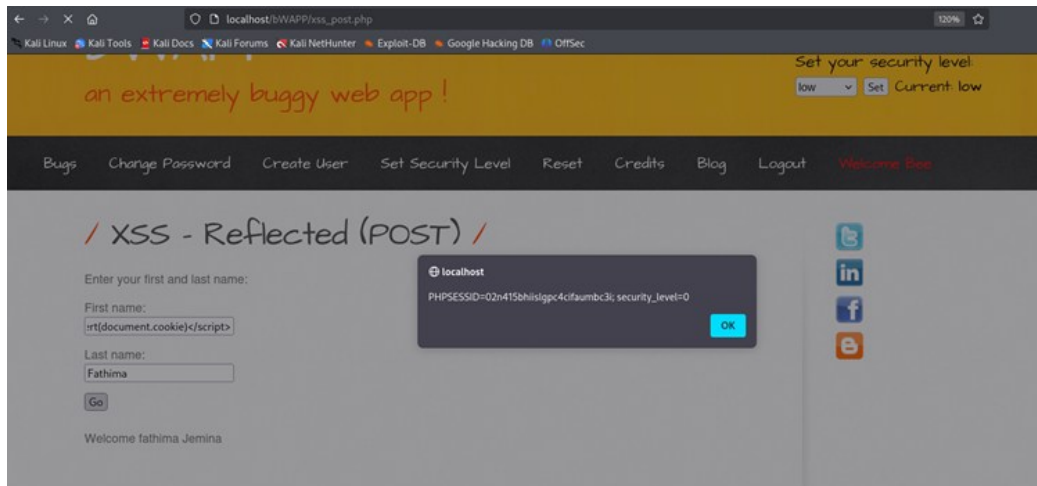 localhost/bWAPP/xss_post.php
120%
Kali Linux Kali Tools Kali Docs Kali Forums Kali NetHunter Exploit-DB Google Hacking DB OffSec
an extremely buggy web app !
Set your security level:
low Set Current: low
Bugs Change Password Create User Set Security Level Reset Credits Blog Logout Welcome Bee
/ XSS - Reflected (POST) /
Enter your first and last name:
First name:
ert(document.cookie)</script>
Last name:
Fathima
Go
Welcome fathima Jemina
localhost
PHPSESSID=02n415bhiislgpc4cifaumbc3i; security_level=0
OK
in
f